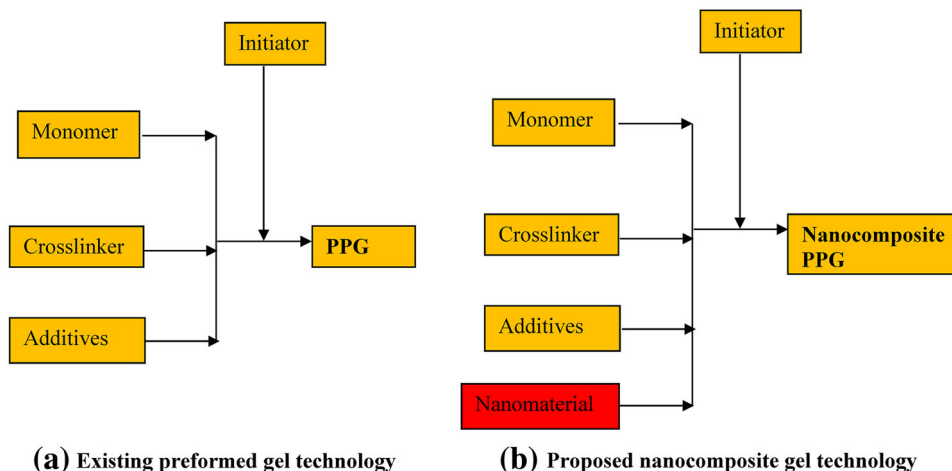 Initiator
Monomer
Crosslinker
PPG
Additives
(a) Existing preformed gel technology
Initiator
Monomer
Crosslinker
Nanocomposite
PPG
Additives
Nanomaterial
(b) Proposed nanocomposite gel technology